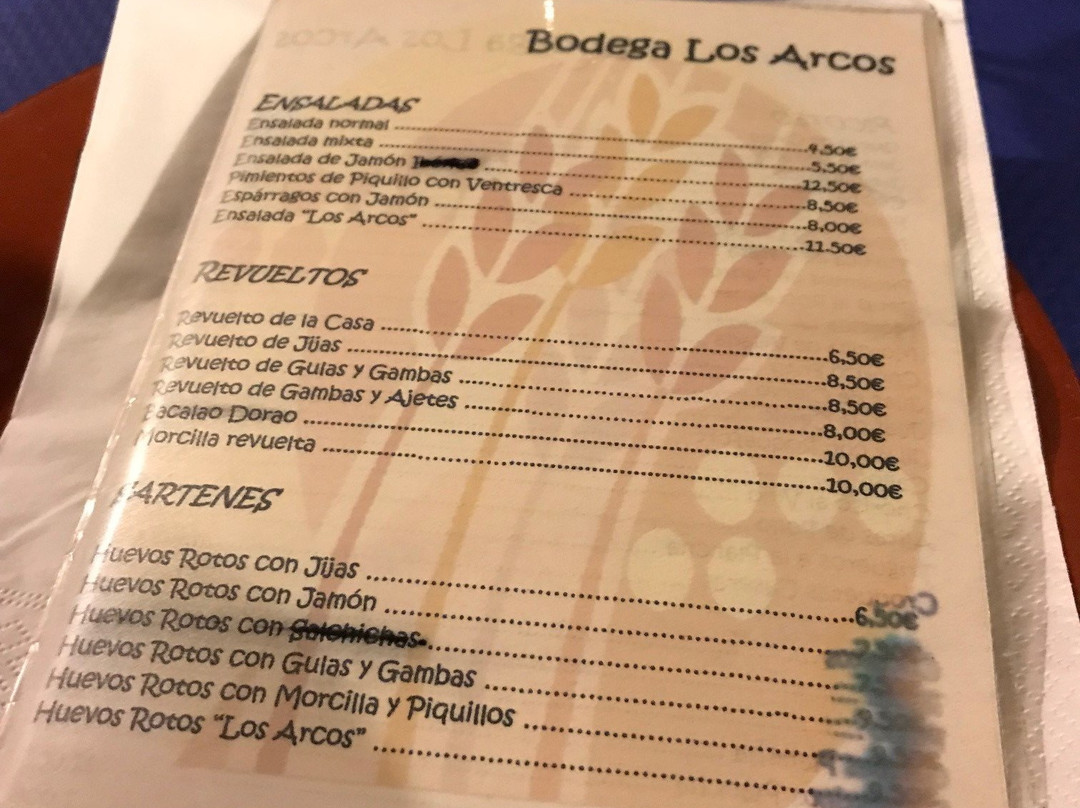 Bodega Los Arcos
ENSALADAS
Ensalada normal 4.50€
Ensalada mixta 5.50€
Ensalada de Jamón 12.50€
Pimientos de Piquillo con Ventresca 8.50€
Espárragos con Jamón 8,00€
Ensalada "Los Arcos" 11.50€
REVUELTOS
Revuelto de la Casa 6,50€
Revuelto de Jijas 8,50€
Revuelto de Gulas y Gambas 8,50€
Revuelto de Gambas y Ajetes 8,00€
Bacalao Dorao 10,00€
Morcilla revuelta 10,00€
SARTENES
Huevos Rotos con Jijas 6,50€
Huevos Rotos con Jamón
Huevos Rotos con Salchichas
Huevos Rotos con Gulas y Gambas
Huevos Rotos con Morcilla y Piquillos
Huevos Rotos "Los Arcos"